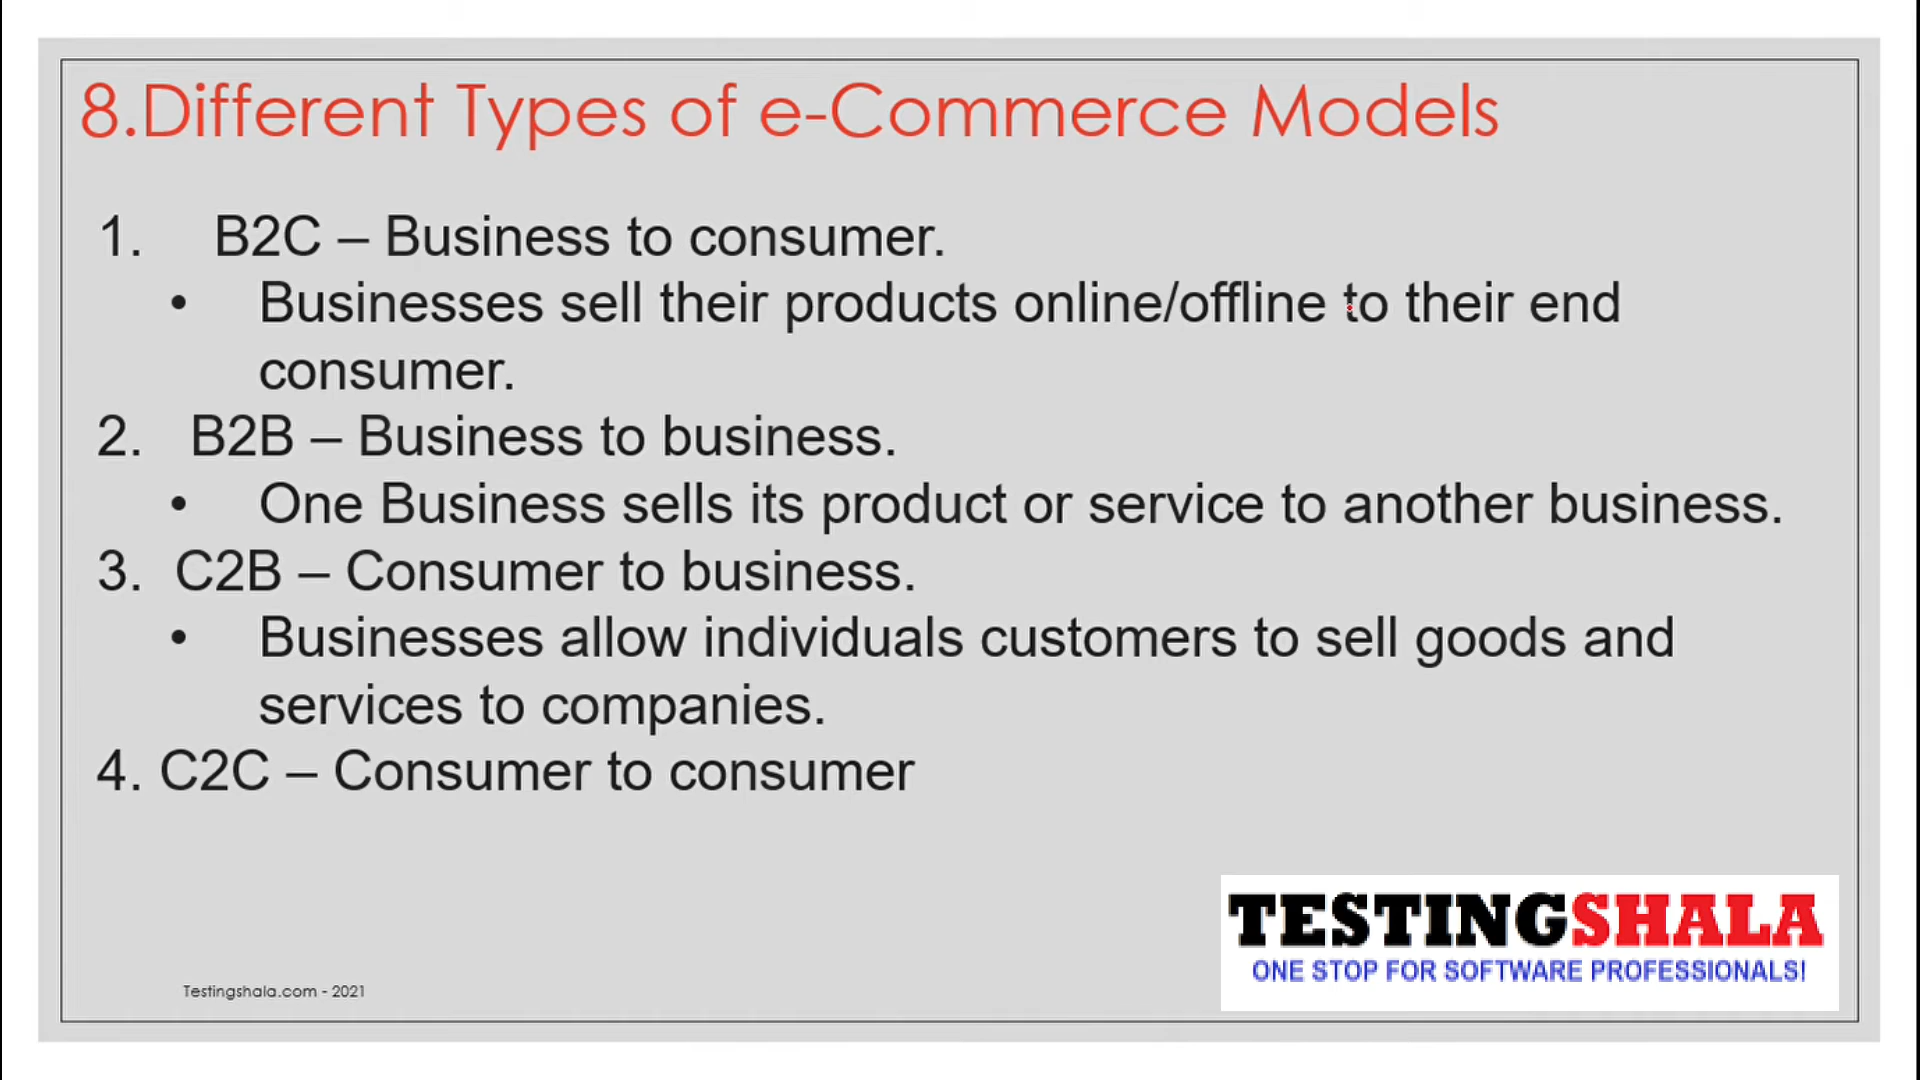 8.Different Types of e-Commerce Models
1. B2C – Business to consumer.
• Businesses sell their products online/offline to their end
consumer.
2. B2B – Business to business.
• One Business sells its product or service to another business.
3. C2B – Consumer to business.
• Businesses allow individuals customers to sell goods and
services to companies.
4. C2C – Consumer to consumer
TESTINGSHALA
ONE STOP FOR SOFTWARE PROFESSIONALS!
Testingshala.com - 2021